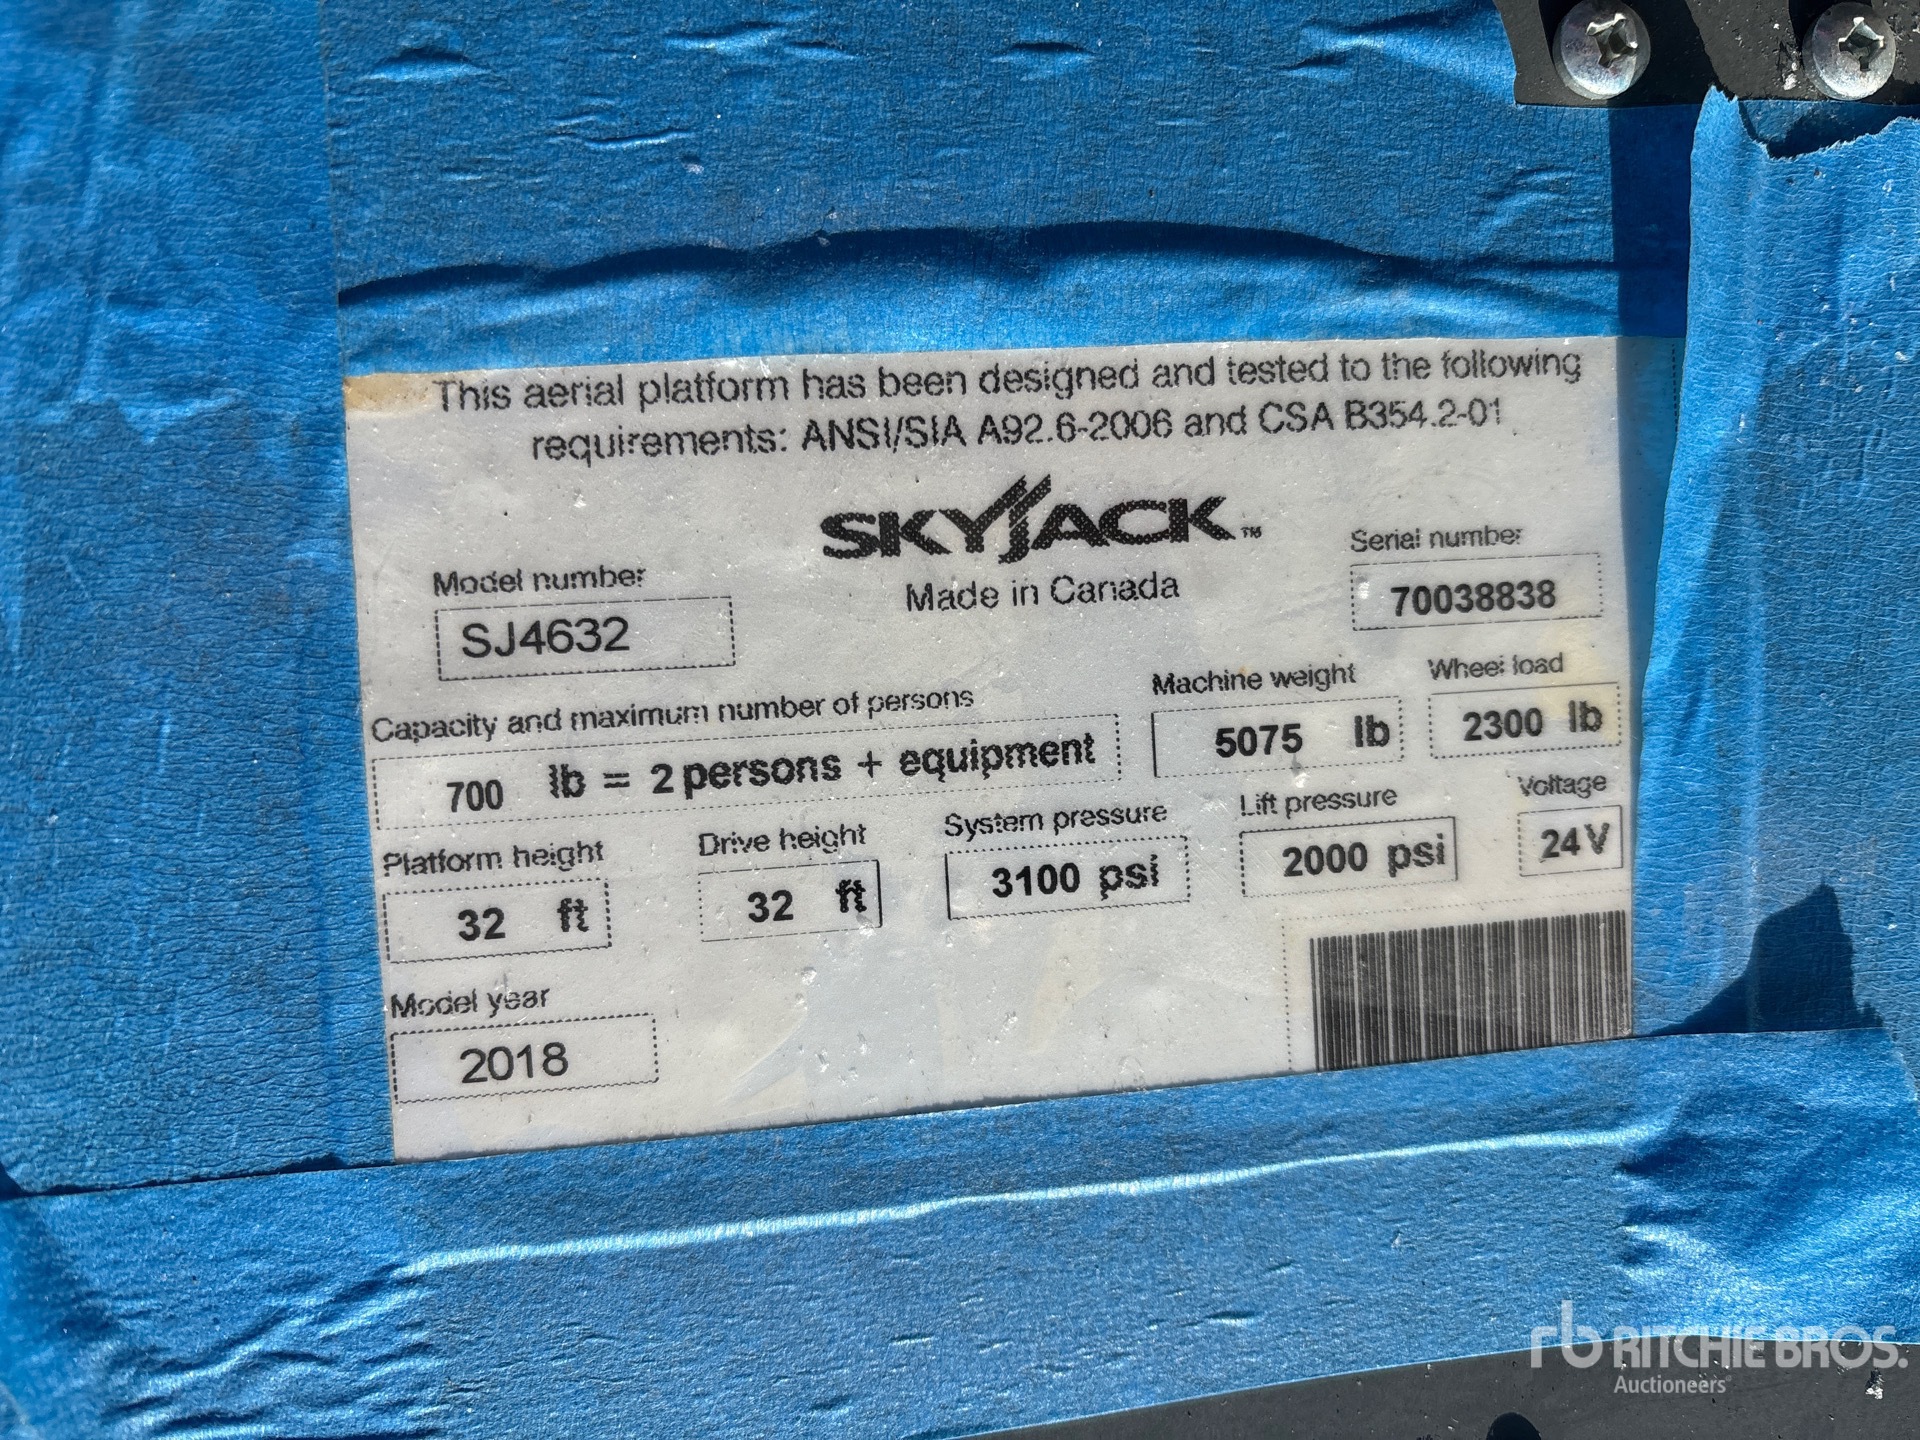 This aerial platform has been designed and tested to the following
requirements: ANSI/SIA A92.6-2006 and CSA B354.2-01
SKYJACK™
Made in Canada
Model number
SJ4632
Serial number
70038838
Capacity and maximum number of persons
700 lb = 2 persons + equipment
Machine weight
5075 lb
Wheel load
2300 lb
Platform height
32 ft
Drive height
32 ft
System pressure
3100 psi
Lift pressure
2000 psi
Voltage
24V
Model year
2018
rb RITCHIE BROS.
Auctioneers